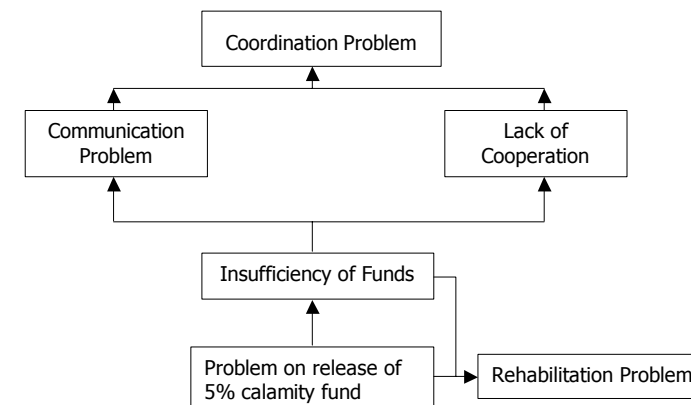 Coordination Problem
Communication
Problem
Lack of
Cooperation
Insufficiency of Funds
Problem on release of
5% calamity fund
Rehabilitation Problem